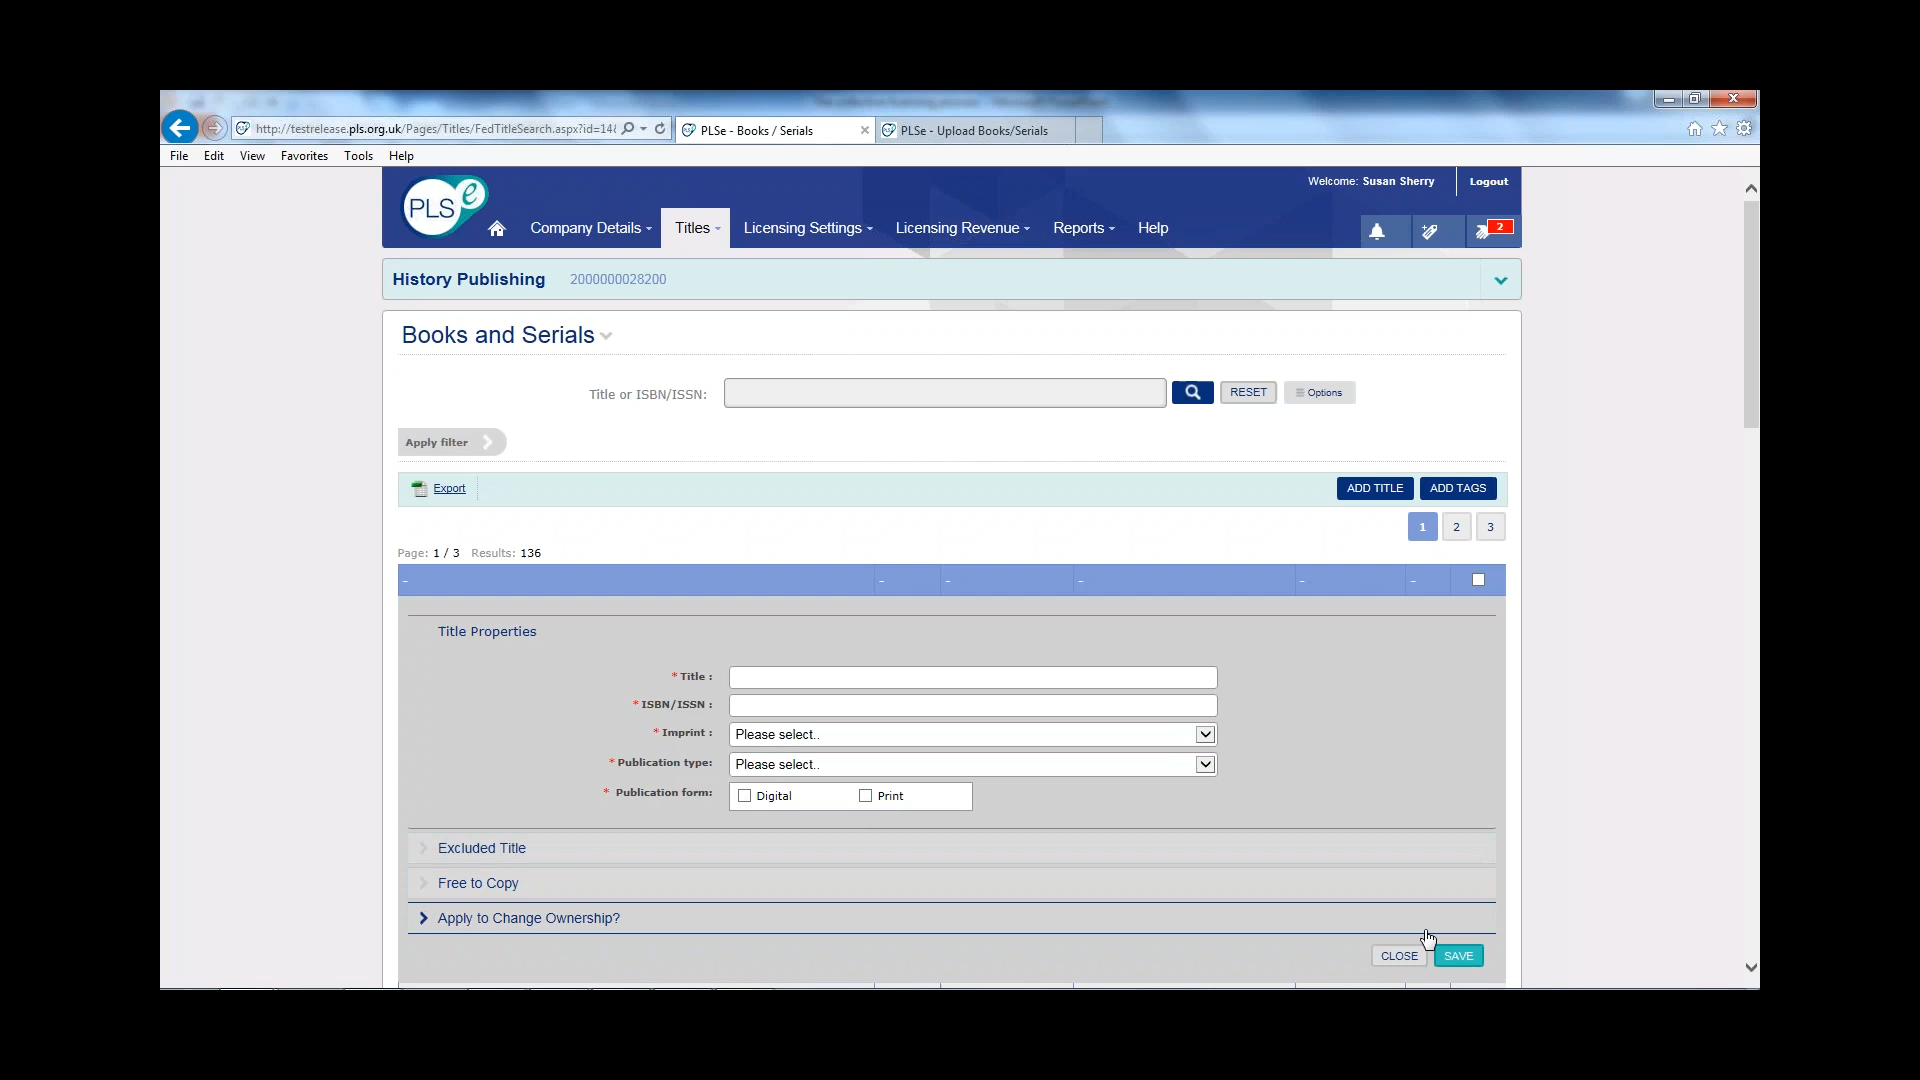 http://testrelease.pls.org.uk/Pages/Titles/FedTitleSearch.aspx?id=14
PLSe - Books / Serials
PLSe - Upload Books/Serials
File Edit View Favorites Tools Help
PLS e
Welcome: Susan Sherry
Logout
Company Details
Titles
Licensing Settings
Licensing Revenue
Reports
Help
2
History Publishing 2000000028200
Books and Serials
Title or ISBN/ISSN:
RESET
Options
Apply filter
Export
ADD TITLE
ADD TAGS
1 2 3
Page: 1 / 3 Results: 136
- - - - - -
Title Properties
* Title :
* ISBN/ISSN :
* Imprint : Please select..
* Publication type: Please select..
* Publication form: Digital Print
Excluded Title
Free to Copy
Apply to Change Ownership?
CLOSE SAVE